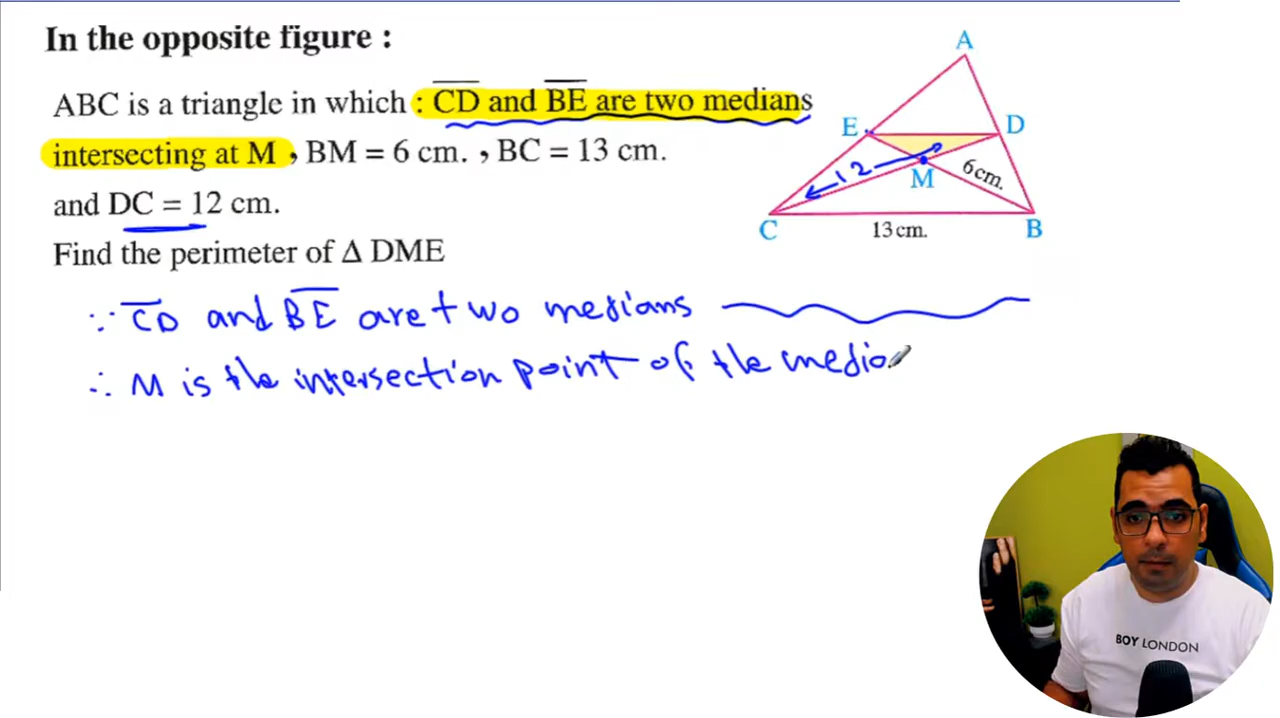 In the opposite figure :
ABC is a triangle in which : CD and BE are two medians
intersecting at M , BM = 6 cm. , BC = 13 cm.
and DC = 12 cm.
Find the perimeter of Δ DME
A
E
D
12
M
6cm.
C
13 cm.
B
∵ CD and BE are two medians
∴ M is the intersection point of the media
BOY LONDON